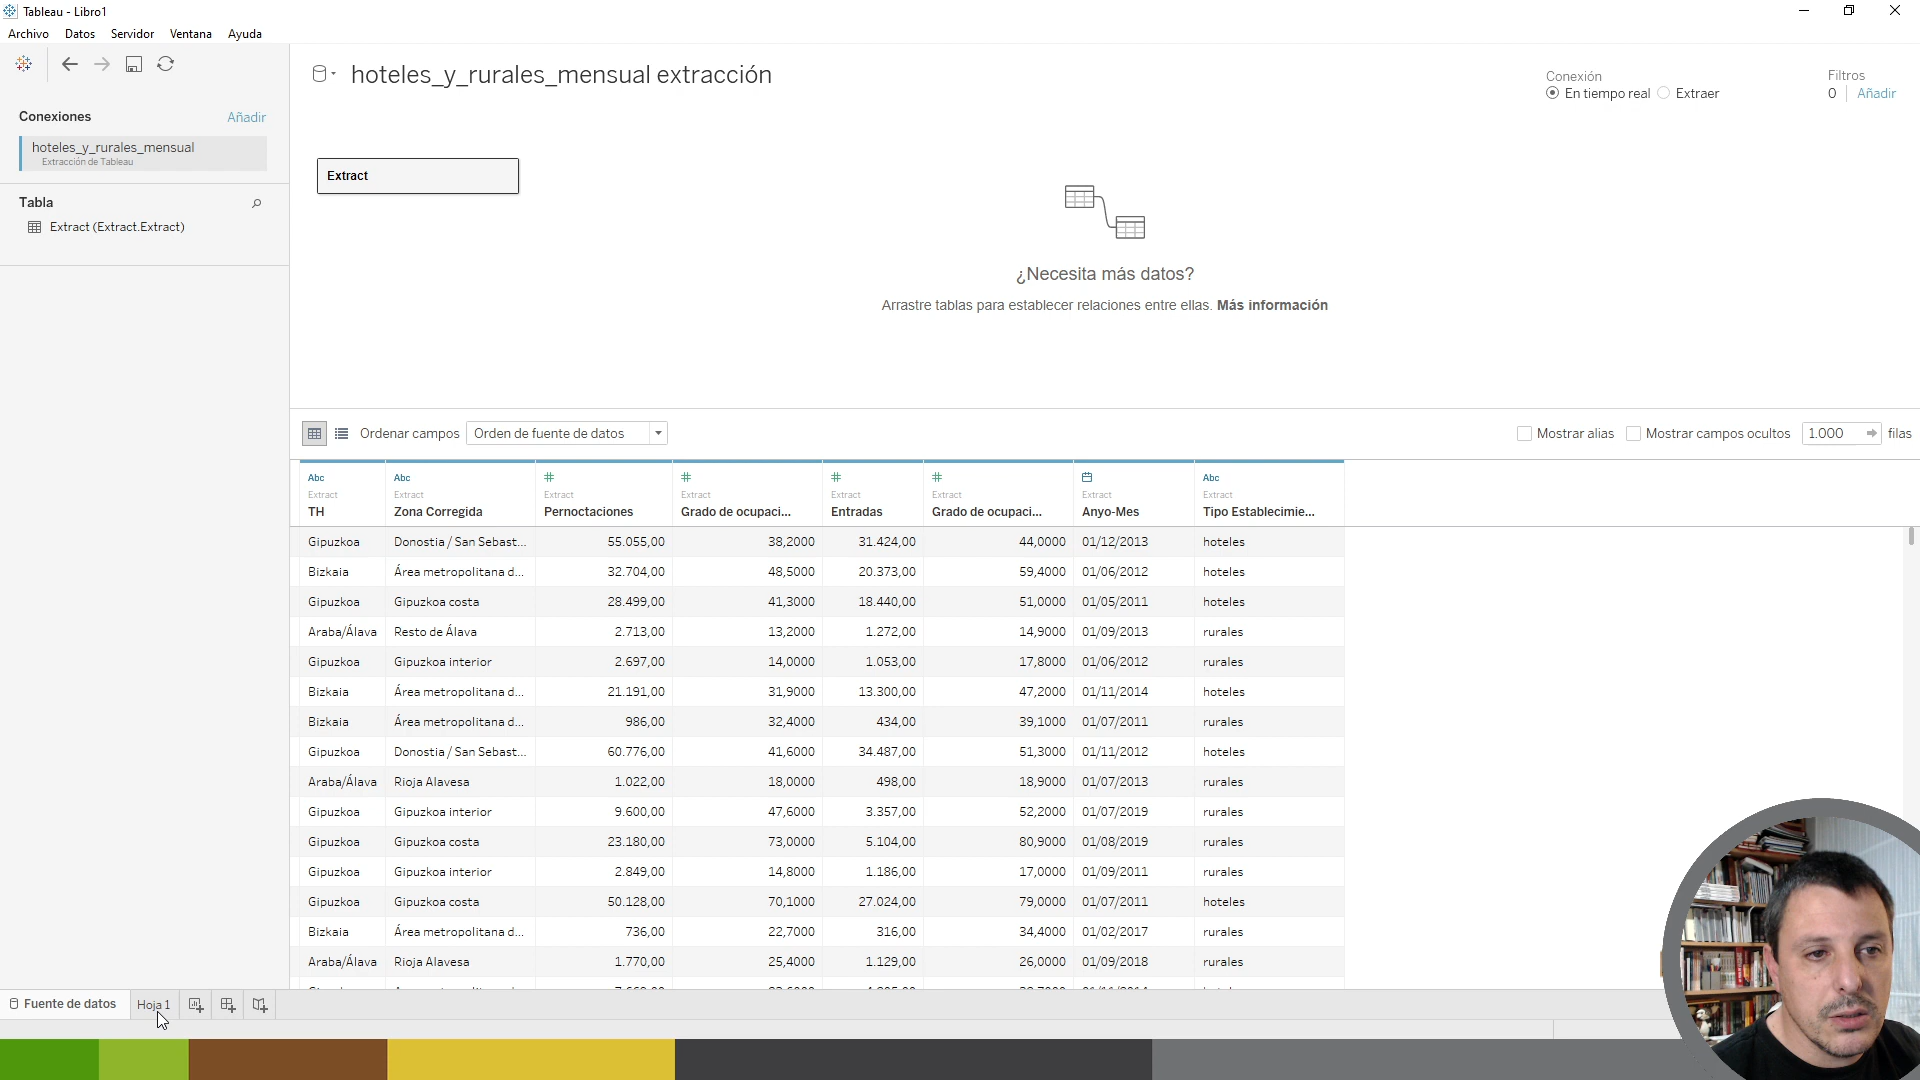 Tableau - Libro1
Archivo Datos Servidor Ventana Ayuda
Conexiones Añadir
hoteles_y_rurales_mensual
Extracción de Tableau
Tabla
Extract (Extract.Extract)
hoteles_y_rurales_mensual extracción
Conexión
En tiempo real Extraer
Filtros
0 Añadir
Extract
¿Necesita más datos?
Arrastre tablas para establecer relaciones entre ellas. Más información
Ordenar campos Orden de fuente de datos Mostrar alias Mostrar campos ocultos 1.000 filas
Abc Abc # # # # Abc
Extract Extract Extract Extract Extract Extract Extract Extract
TH Zona Corregida Pernoctaciones Grado de ocupaci... Entradas Grado de ocupaci... Anyo-Mes Tipo Establecimie...
Gipuzkoa Donostia / San Sebast... 55.055,00 38,2000 31.424,00 44,0000 01/12/2013 hoteles
Bizkaia Área metropolitana d... 32.704,00 48,5000 20.373,00 59,4000 01/06/2012 hoteles
Gipuzkoa Gipuzkoa costa 28.499,00 41,3000 18.440,00 51,0000 01/05/2011 hoteles
Araba/Álava Resto de Álava 2.713,00 13,2000 1.272,00 14,9000 01/09/2013 rurales
Gipuzkoa Gipuzkoa interior 2.697,00 14,0000 1.053,00 17,8000 01/06/2012 rurales
Bizkaia Área metropolitana d... 21.191,00 31,9000 13.300,00 47,2000 01/11/2014 hoteles
Bizkaia Área metropolitana d... 986,00 32,4000 434,00 39,1000 01/07/2011 rurales
Gipuzkoa Donostia / San Sebast... 60.776,00 41,6000 34.487,00 51,3000 01/11/2012 hoteles
Araba/Álava Rioja Alavesa 1.022,00 18,0000 498,00 18,9000 01/07/2013 rurales
Gipuzkoa Gipuzkoa interior 9.600,00 47,6000 3.357,00 52,2000 01/07/2019 rurales
Gipuzkoa Gipuzkoa costa 23.180,00 73,0000 5.104,00 80,9000 01/08/2019 rurales
Gipuzkoa Gipuzkoa interior 2.849,00 14,8000 1.186,00 17,0000 01/09/2011 rurales
Gipuzkoa Gipuzkoa costa 50.128,00 70,1000 27.024,00 79,0000 01/07/2011 hoteles
Bizkaia Área metropolitana d... 736,00 22,7000 316,00 34,4000 01/02/2017 rurales
Araba/Álava Rioja Alavesa 1.770,00 25,4000 1.129,00 26,0000 01/09/2018 rurales
Fuente de datos Hoja 1